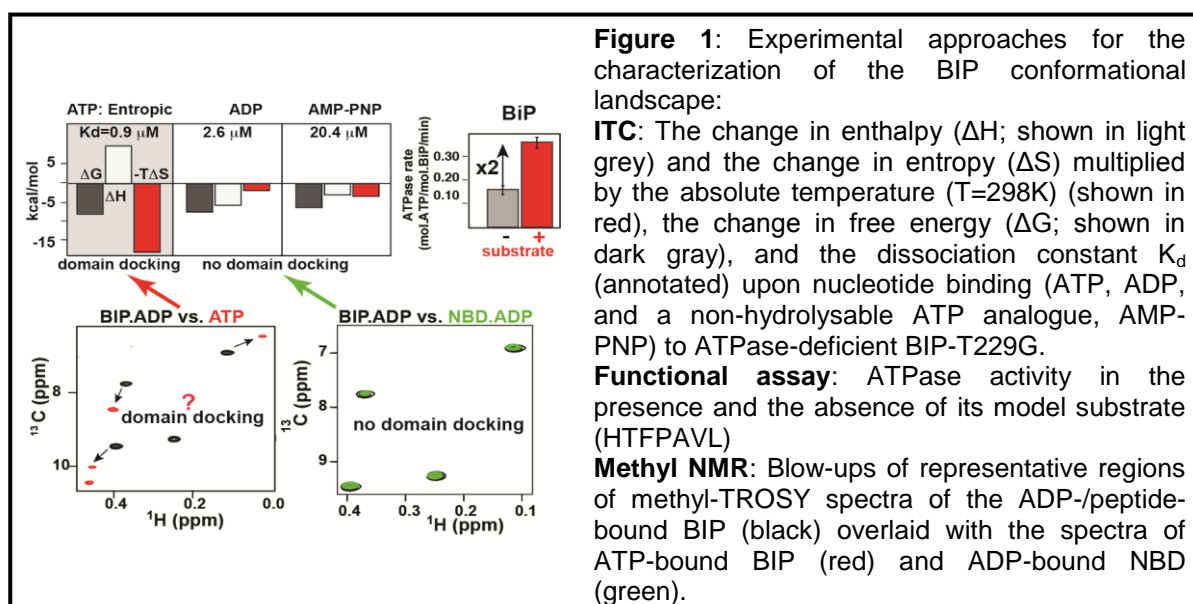 ATP: Entropic ADP AMP-PNP
Kd=0.9 μM 2.6 μM 20.4 μM
kcal/mol
5
-5
-15
ΔG
ΔH
-TΔS
domain docking no domain docking
BiP
ATPase rate
(mol.ATP/mol.BiP/min)
0.30
0.20
0.10
x2
- +
substrate
BIP.ADP vs. ATP
13C (ppm)
8
10
?
domain docking
0.4 0.2 0.0
1H (ppm)
BIP.ADP vs. NBD.ADP
13C (ppm)
7
8
9
no domain docking
0.4 0.3 0.2 0.1
1H (ppm)
Figure 1: Experimental approaches for the
characterization of the BIP conformational
landscape:
ITC: The change in enthalpy (ΔH; shown in light
grey) and the change in entropy (ΔS) multiplied
by the absolute temperature (T=298K) (shown in
red), the change in free energy (ΔG; shown in
dark gray), and the dissociation constant Kd
(annotated) upon nucleotide binding (ATP, ADP,
and a non-hydrolysable ATP analogue, AMP-
PNP) to ATPase-deficient BIP-T229G.
Functional assay: ATPase activity in the
presence and the absence of its model substrate
(HTFPAVL)
Methyl NMR: Blow-ups of representative regions
of methyl-TROSY spectra of the ADP-/peptide-
bound BIP (black) overlaid with the spectra of
ATP-bound BIP (red) and ADP-bound NBD
(green).